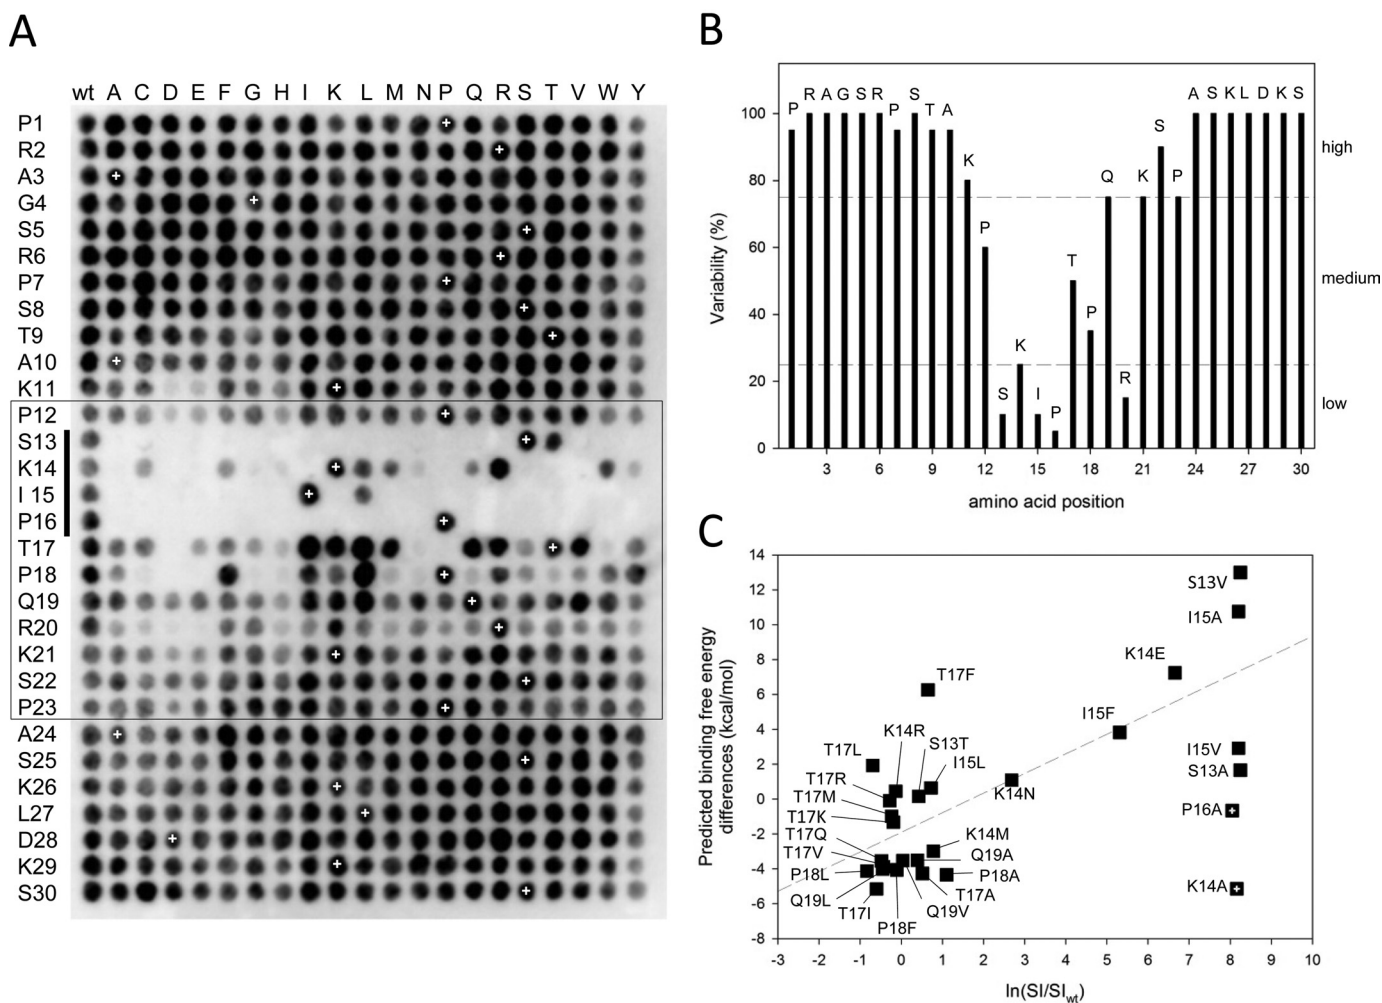 A
wt A C D E F G H I K L M N P Q R S T V W Y
P1
R2
A3
G4
S5
R6
P7
S8
T9
A10
K11
P12
S13
K14
I 15
P16
T17
P18
Q19
R20
K21
S22
P23
A24
S25
K26
L27
D28
K29
S30
B
Variability (%)
100
80
60
40
20
0
P R A G S R P S T A K P S K I P T P Q R K S P A S K L D K S
high
medium
low
3 6 9 12 15 18 21 24 27 30
amino acid position
C
Predicted binding free energy
differences (kcal/mol)
14
12
10
8
6
4
2
0
-2
-4
-6
-8
S13V
I15A
K14E
T17F
I15F
K14R
T17L
S13T
I15L
I15V
S13A
T17R
K14N
T17M
P16A
T17K
T17Q
K14M
T17V
Q19A
P18L
P18A
K14A
Q19L
T17A
T17I
Q19V
P18F
-3 -2 -1 0 1 2 3 4 5 6 7 8 9 10
ln(SI/SIwt)